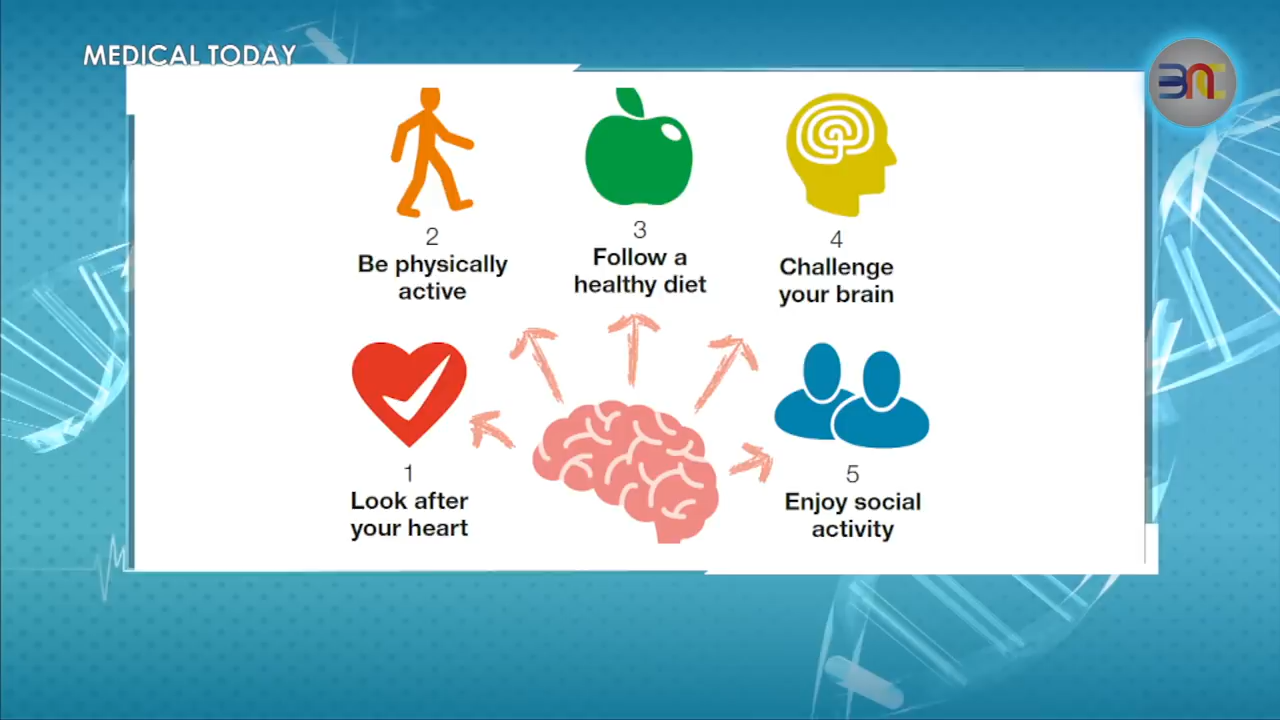 MEDICAL TODAY
2
Be physically
active
3
Follow a
healthy diet
4
Challenge
your brain
1
Look after
your heart
5
Enjoy social
activity